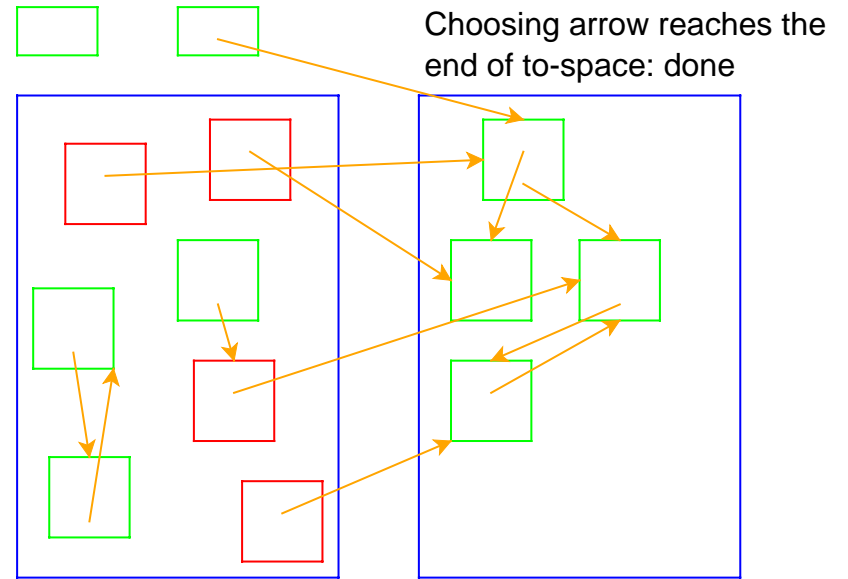 Choosing arrow reaches the
end of to-space: done